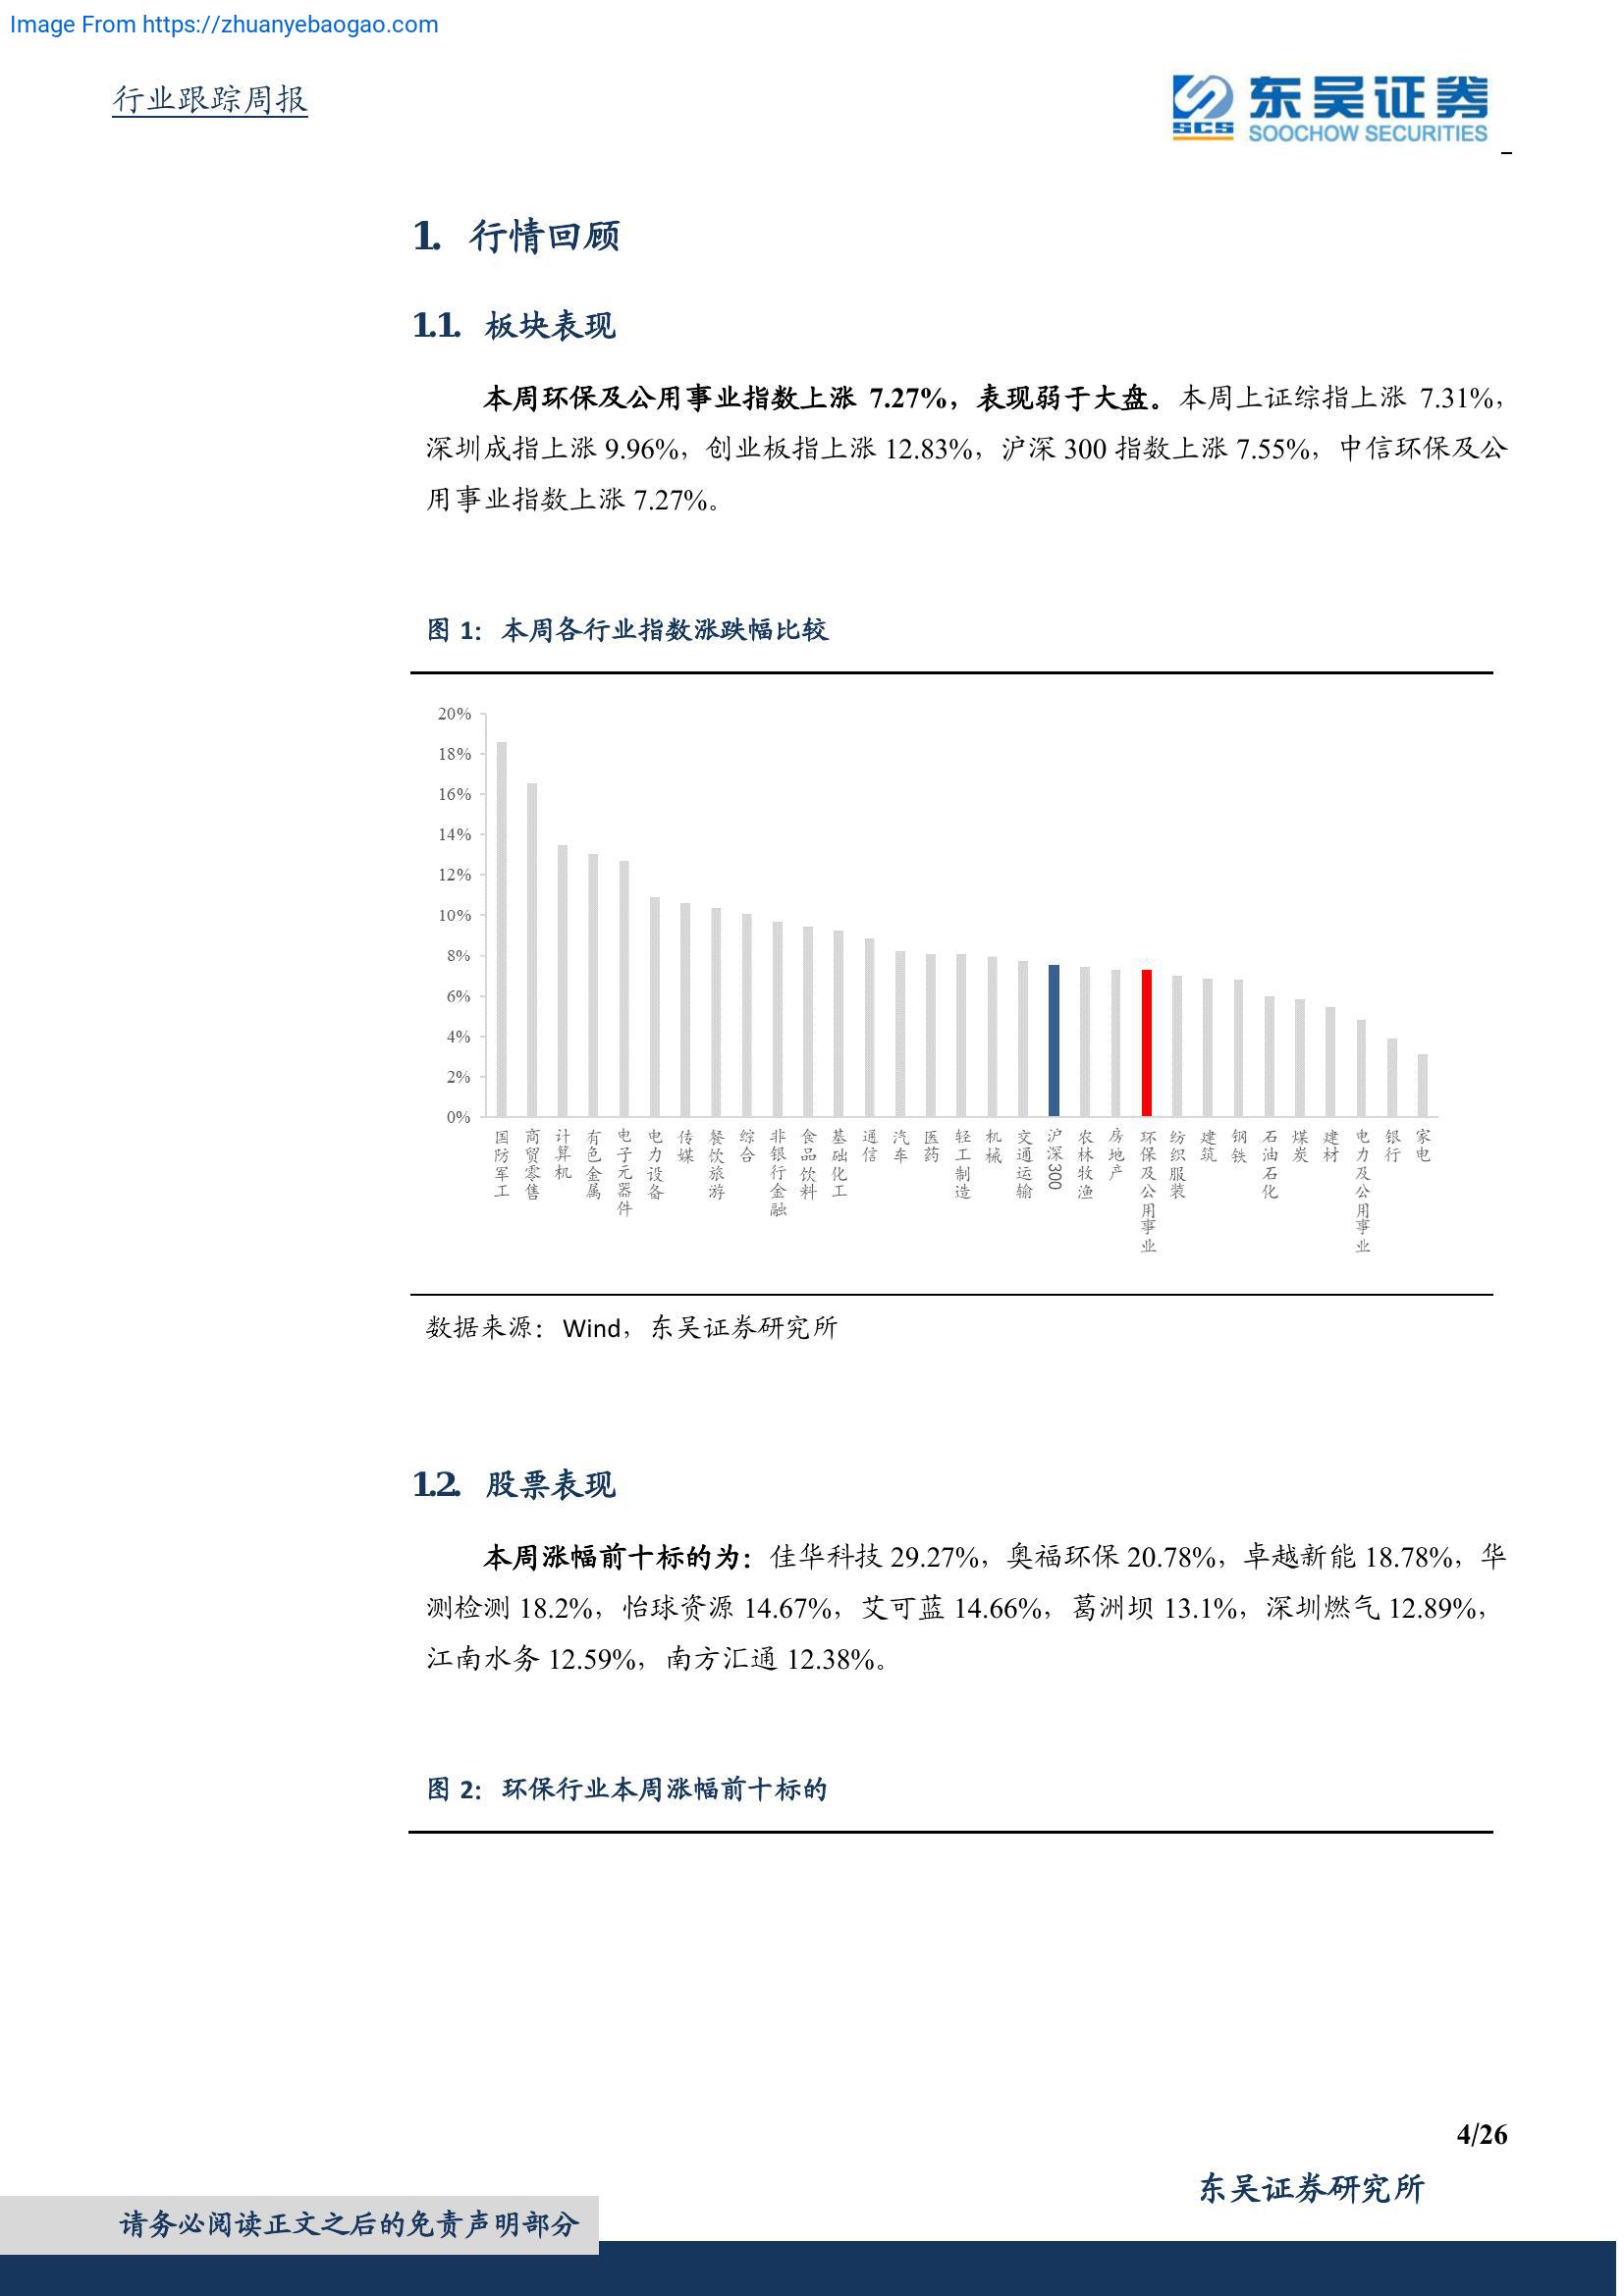 Image From https://zhuanyebaogao.com
行业跟踪周报
东吴证券
SCS
SOOCHOW SECURITIES
1. 行情回顾
1.1. 板块表现
本周环保及公用事业指数上涨 7.27%，表现弱于大盘。本周上证综指上涨 7.31%，
深圳成指上涨 9.96%，创业板指上涨 12.83%，沪深 300 指数上涨 7.55%，中信环保及公
用事业指数上涨 7.27%。
图 1：本周各行业指数涨跌幅比较
20%
18%
16%
14%
12%
10%
8%
6%
4%
2%
0%
国防军工
商贸零售
计算机
有色金属
电子元器件
电力设备
传媒
餐饮旅游
综合
非银行金融
食品饮料
基础化工
通信
汽车
医药
轻工制造
机械
交通运输
沪深300
农林牧渔
房地产
环保及公用事业
纺织服装
建筑
钢铁
石油石化
煤炭
建材
电力及公用事业
银行
家电
数据来源：Wind，东吴证券研究所
1.2. 股票表现
本周涨幅前十标的为：佳华科技 29.27%，奥福环保 20.78%，卓越新能 18.78%，华
测检测 18.2%，怡球资源 14.67%，艾可蓝 14.66%，葛洲坝 13.1%，深圳燃气 12.89%，
江南水务 12.59%，南方汇通 12.38%。
图 2：环保行业本周涨幅前十标的
4/26
东吴证券研究所
请务必阅读正文之后的免责声明部分